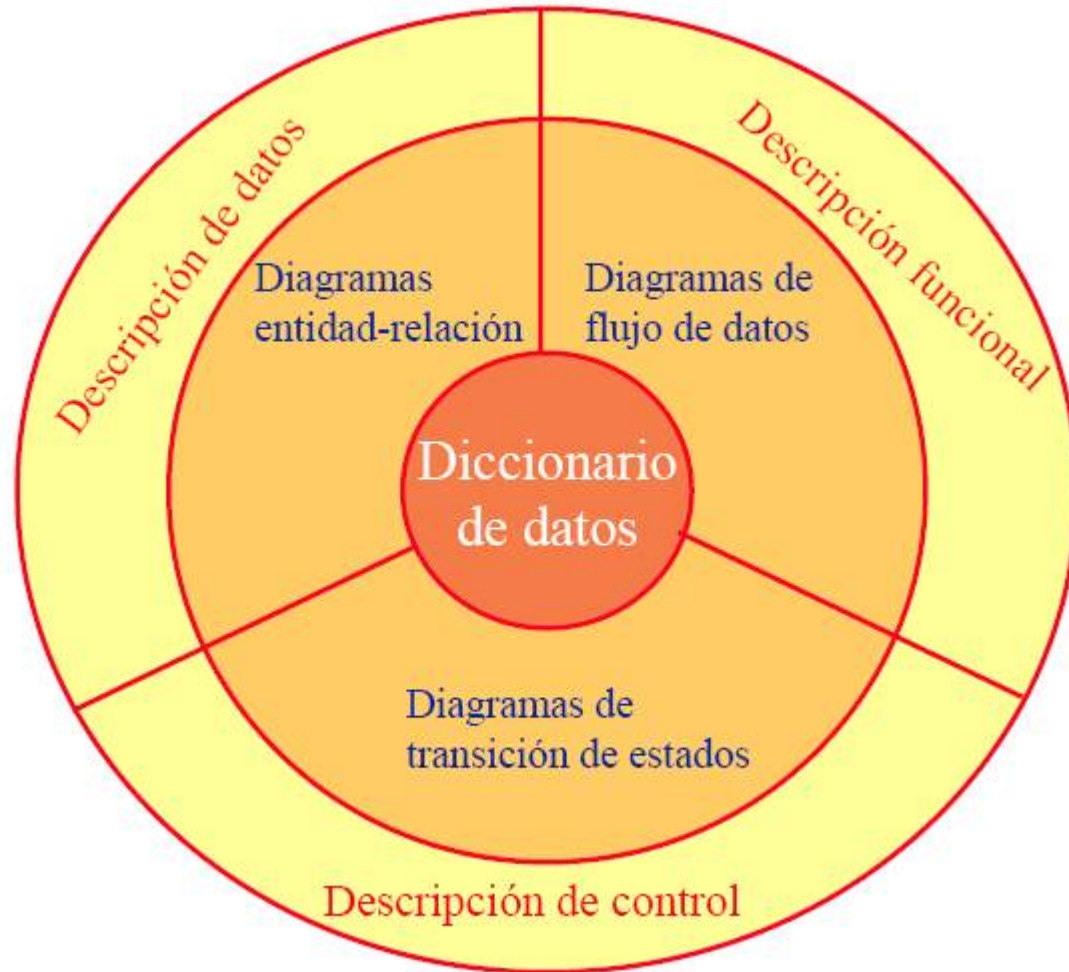 Descripción de datos
Descripción funcional
Diagramas
entidad-relación
Diagramas de
flujo de datos
Diccionario
de datos
Diagramas de
transición de estados
Descripción de control